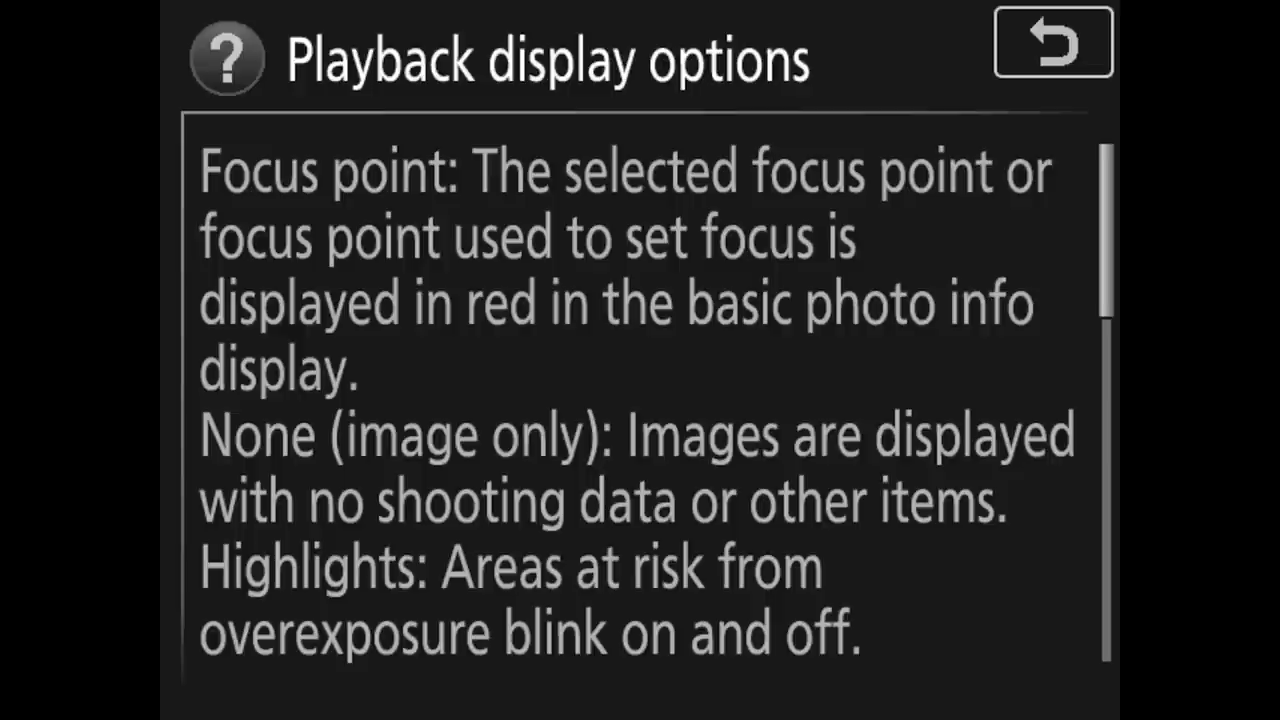 ? Playback display options
Focus point: The selected focus point or
focus point used to set focus is
displayed in red in the basic photo info
display.
None (image only): Images are displayed
with no shooting data or other items.
Highlights: Areas at risk from
overexposure blink on and off.